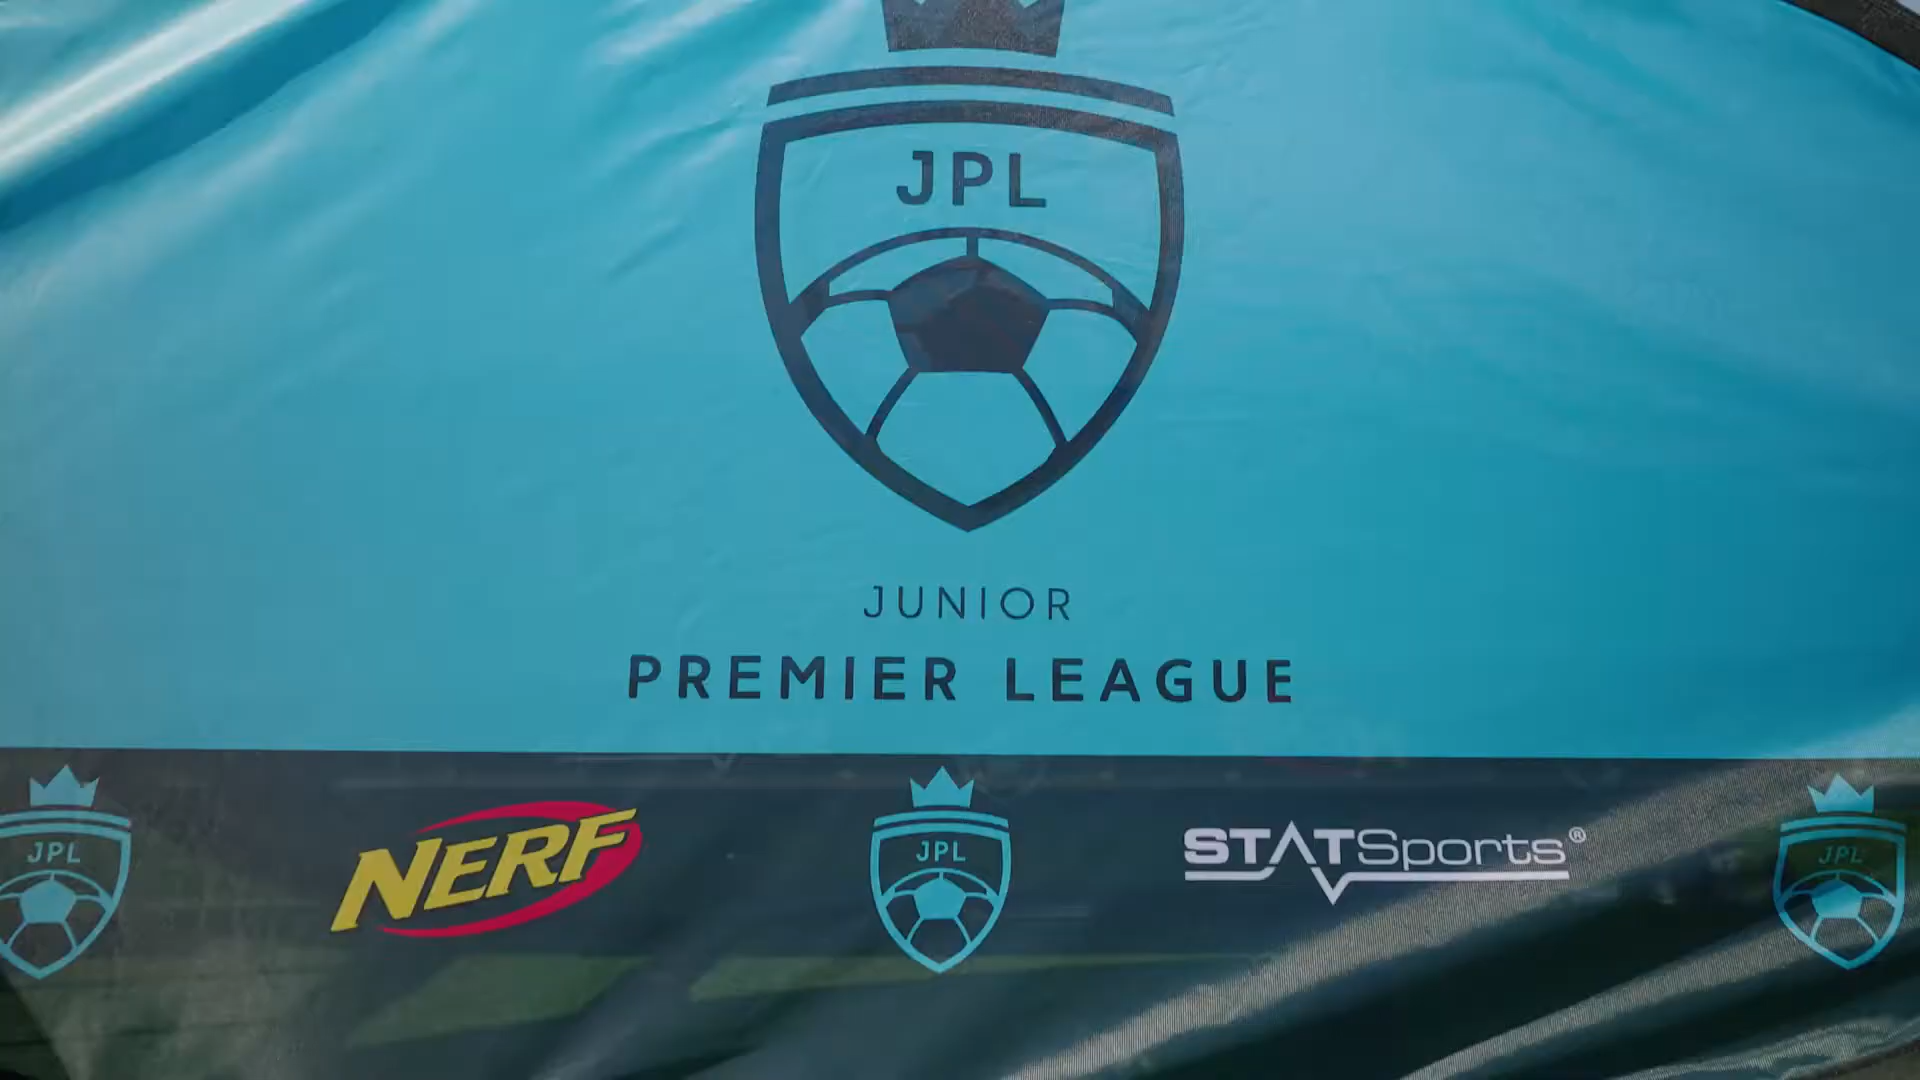 JPL
JUNIOR
PREMIER LEAGUE
JPL
NERF
JPL
STATSports®
JPL